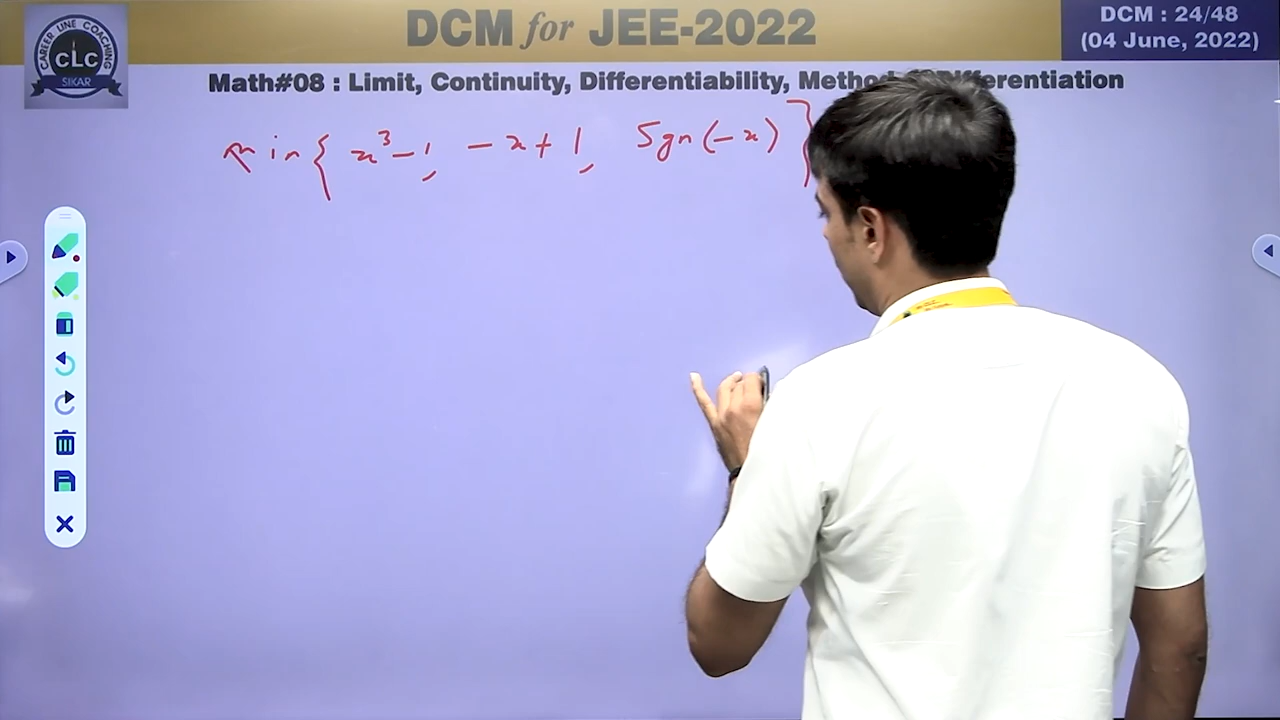 DCM for JEE-2022
DCM : 24/48
(04 June, 2022)
CAREER LINE COACHING
CLC
SIKAR
Math#08 : Limit, Continuity, Differentiability, Method Differentiation
min{ x³-1, -x+1, Sgn(-x) }